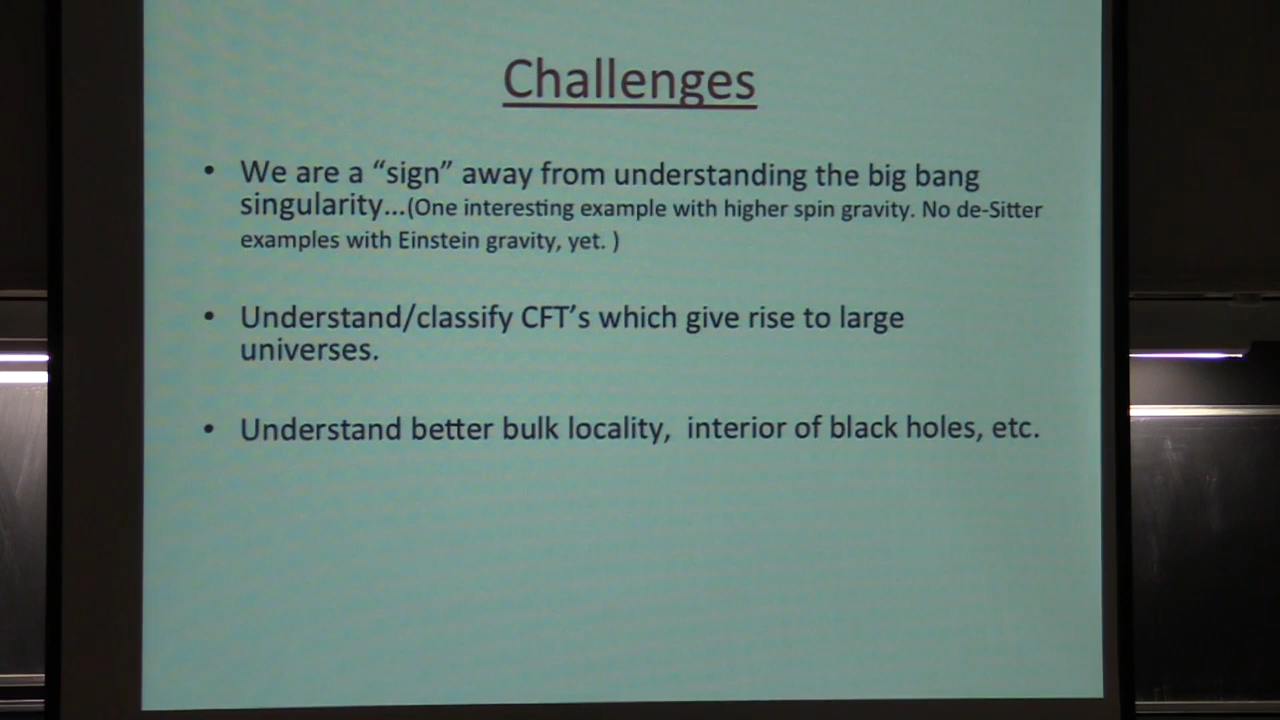 Challenges
• We are a “sign” away from understanding the big bang
singularity...(One interesting example with higher spin gravity. No de-Sitter
examples with Einstein gravity, yet. )
• Understand/classify CFT’s which give rise to large
universes.
• Understand better bulk locality, interior of black holes, etc.